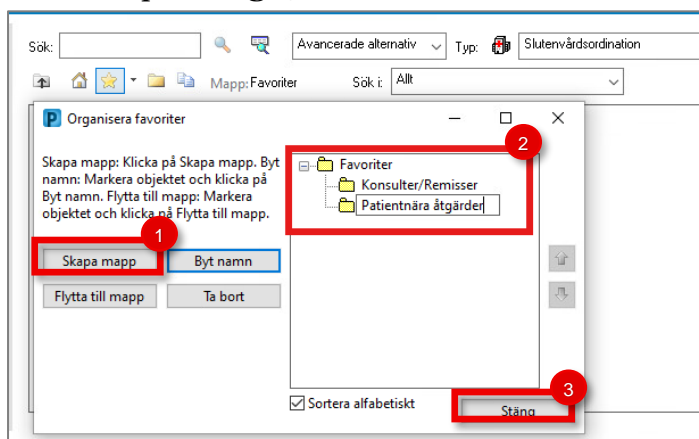 Sök:
Avancerade alternativ
Typ:
Slutenvårdsordination
Mapp: Favoriter
Sök i:
Allt
Organisera favoriter
2
Skapa mapp: Klicka på Skapa mapp. Byt
namn: Markera objektet och klicka på
Byt namn. Flytta till mapp: Markera
objektet och klicka på Flytta till mapp.
Favoriter
Konsulter/Remisser
Patientnära åtgärder
1
Skapa mapp
Byt namn
Flytta till mapp
Ta bort
3
Sortera alfabetiskt
Stäng